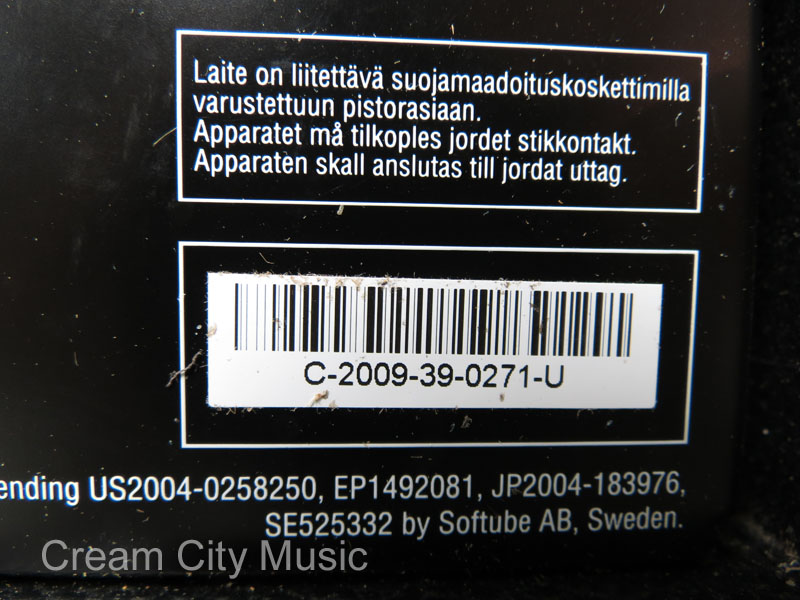 Laite on liitettävä suojamaadoituskoskettimilla
varustettuun pistorasiaan.
Apparatet må tilkoples jordet stikkontakt.
Apparaten skall anslutas till jordat uttag.
C-2009-39-0271-U
US2004-0258250, EP1492081, JP2004-183976,
SE525332 by Softube AB, Sweden.
Cream City Music